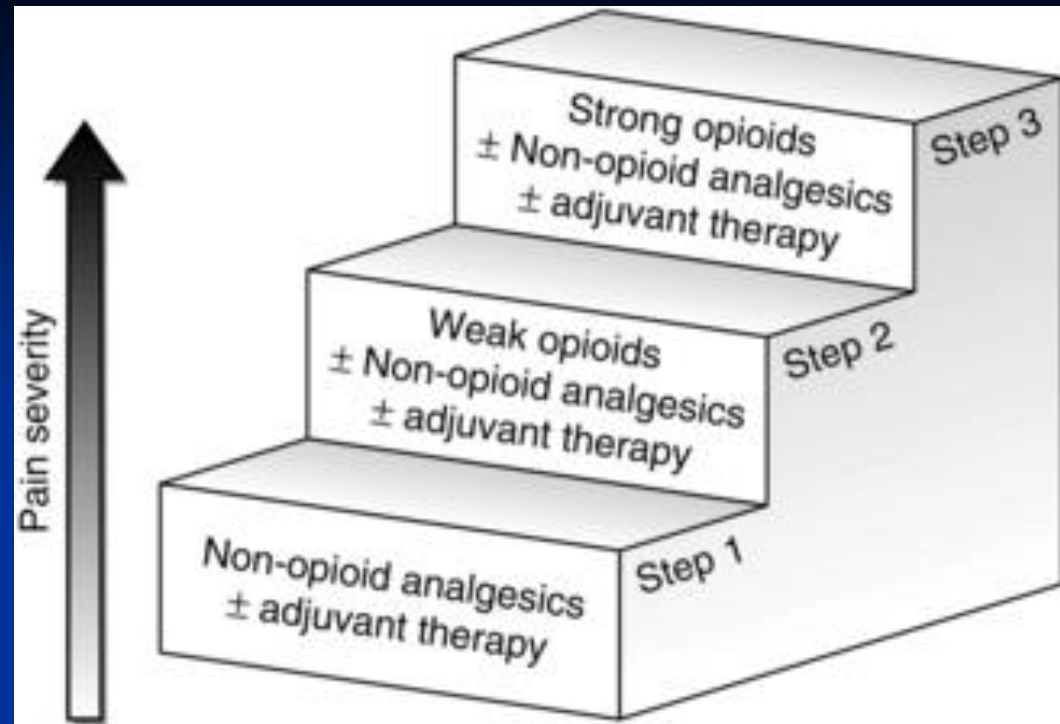 Strong opioids
± Non-opioid analgesics
± adjuvant therapy
Step 3
Weak opioids
± Non-opioid analgesics
± adjuvant therapy
Step 2
Non-opioid analgesics
± adjuvant therapy
Step 1
Pain severity